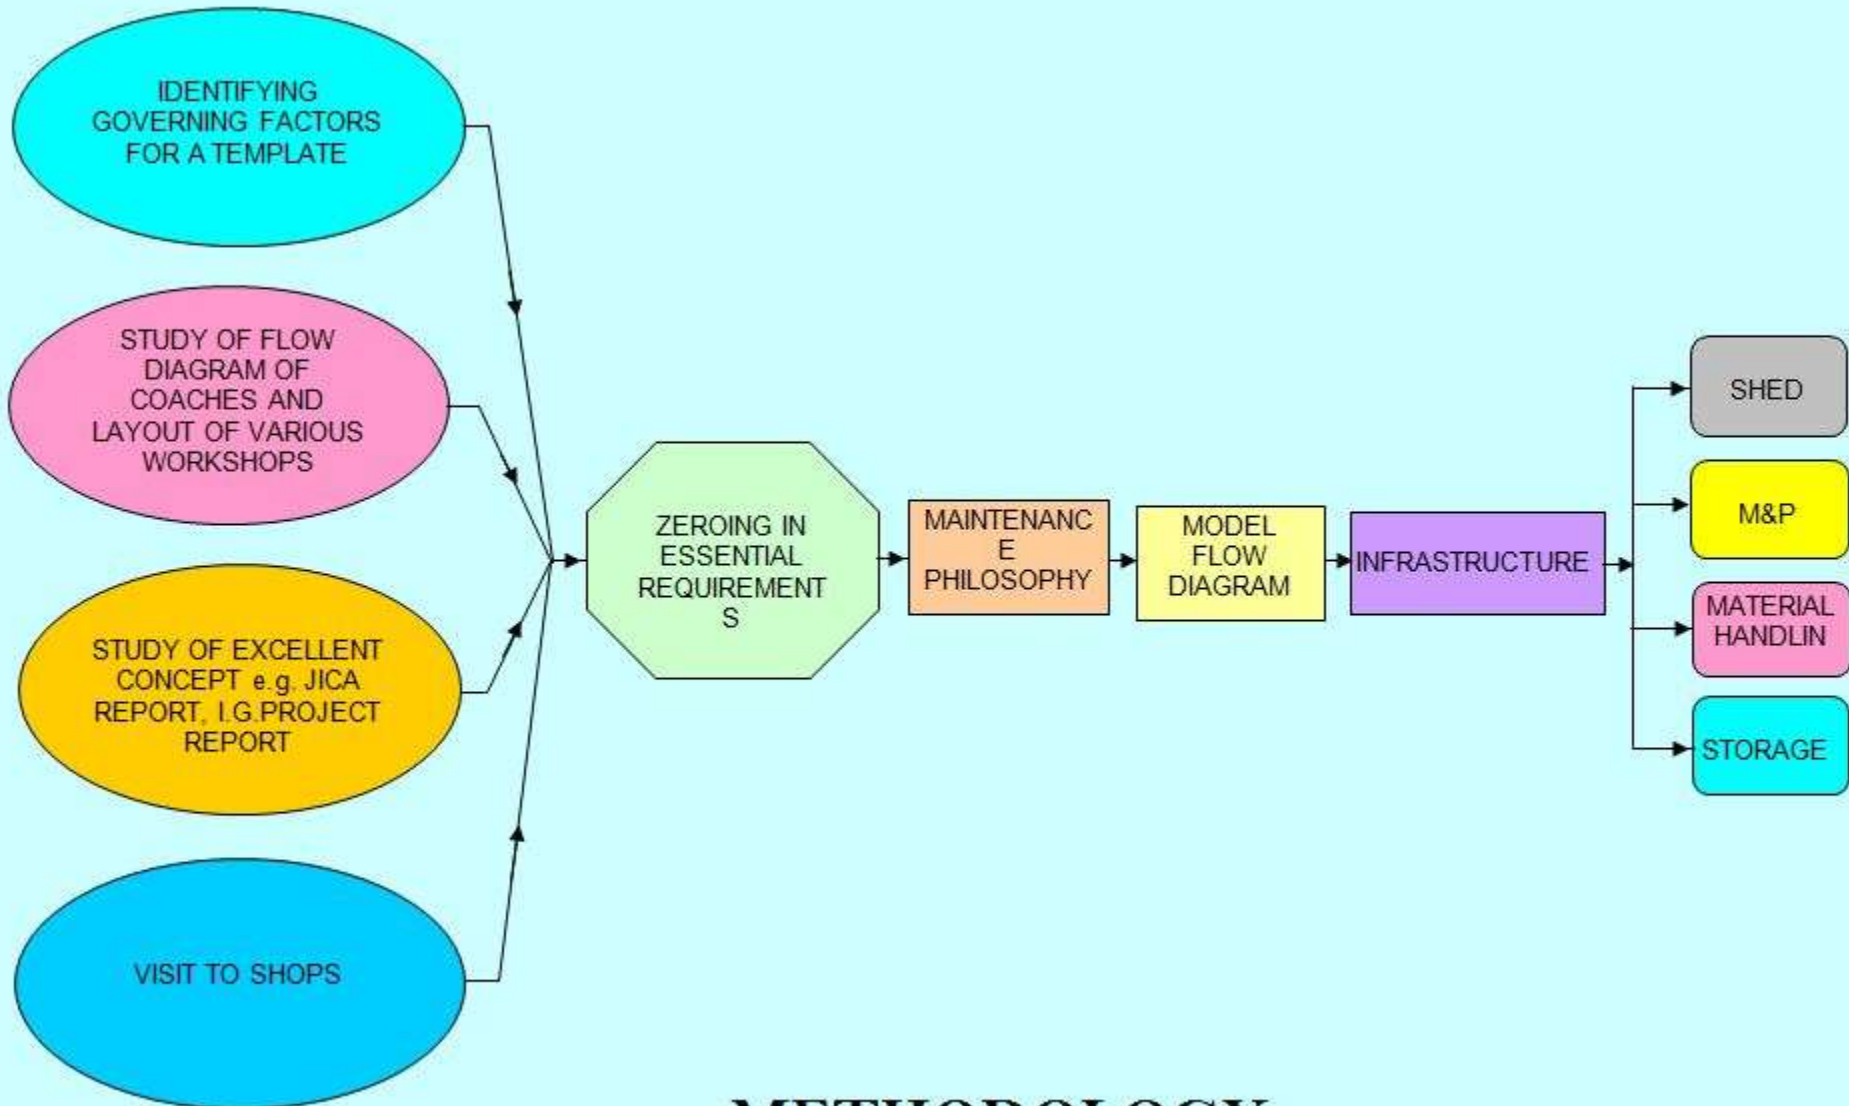 IDENTIFYING
GOVERNING FACTORS
FOR A TEMPLATE
STUDY OF FLOW
DIAGRAM OF
COACHES AND
LAYOUT OF VARIOUS
WORKSHOPS
STUDY OF EXCELLENT
CONCEPT e.g. JICA
REPORT, I.G.PROJECT
REPORT
VISIT TO SHOPS
ZEROING IN
ESSENTIAL
REQUIREMENT
S
MAINTENANC
E
PHILOSOPHY
MODEL
FLOW
DIAGRAM
INFRASTRUCTURE
SHED
M&P
MATERIAL
HANDLIN
STORAGE
METHODOLOGY